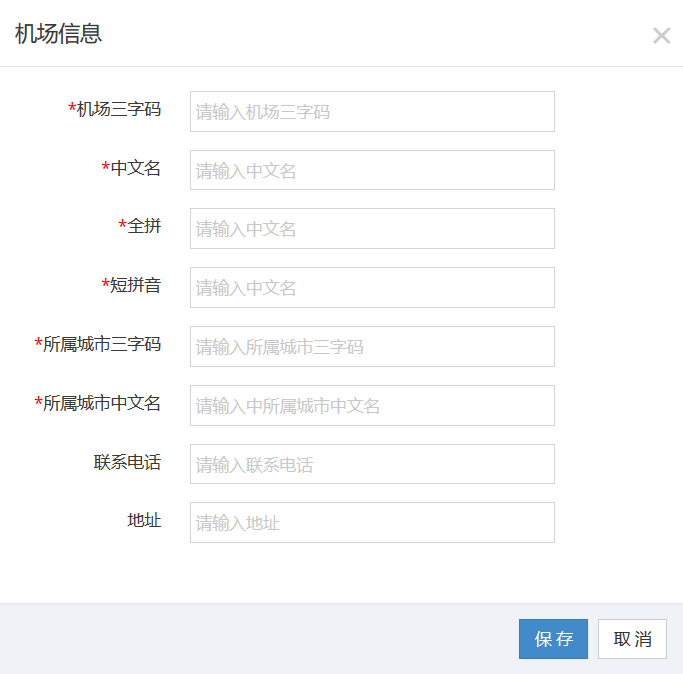 机场信息
*机场三字码 请输入机场三字码
*中文名 请输入中文名
*全拼 请输入中文名
*短拼音 请输入中文名
*所属城市三字码 请输入所属城市三字码
*所属城市中文名 请输入中所属城市中文名
联系电话 请输入联系电话
地址 请输入地址
保存 取消